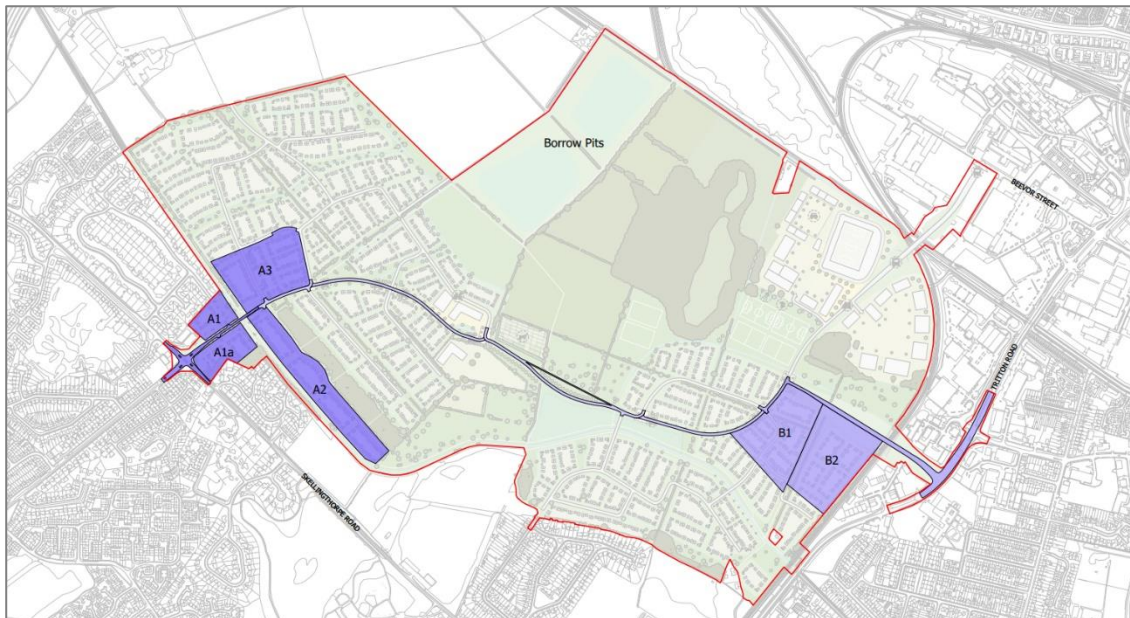 Borrow Pits
BEEVOR STREET
A3
A1
A1a
A2
TRITTON ROAD
B1
B2
SKELLINGTHORPE ROAD